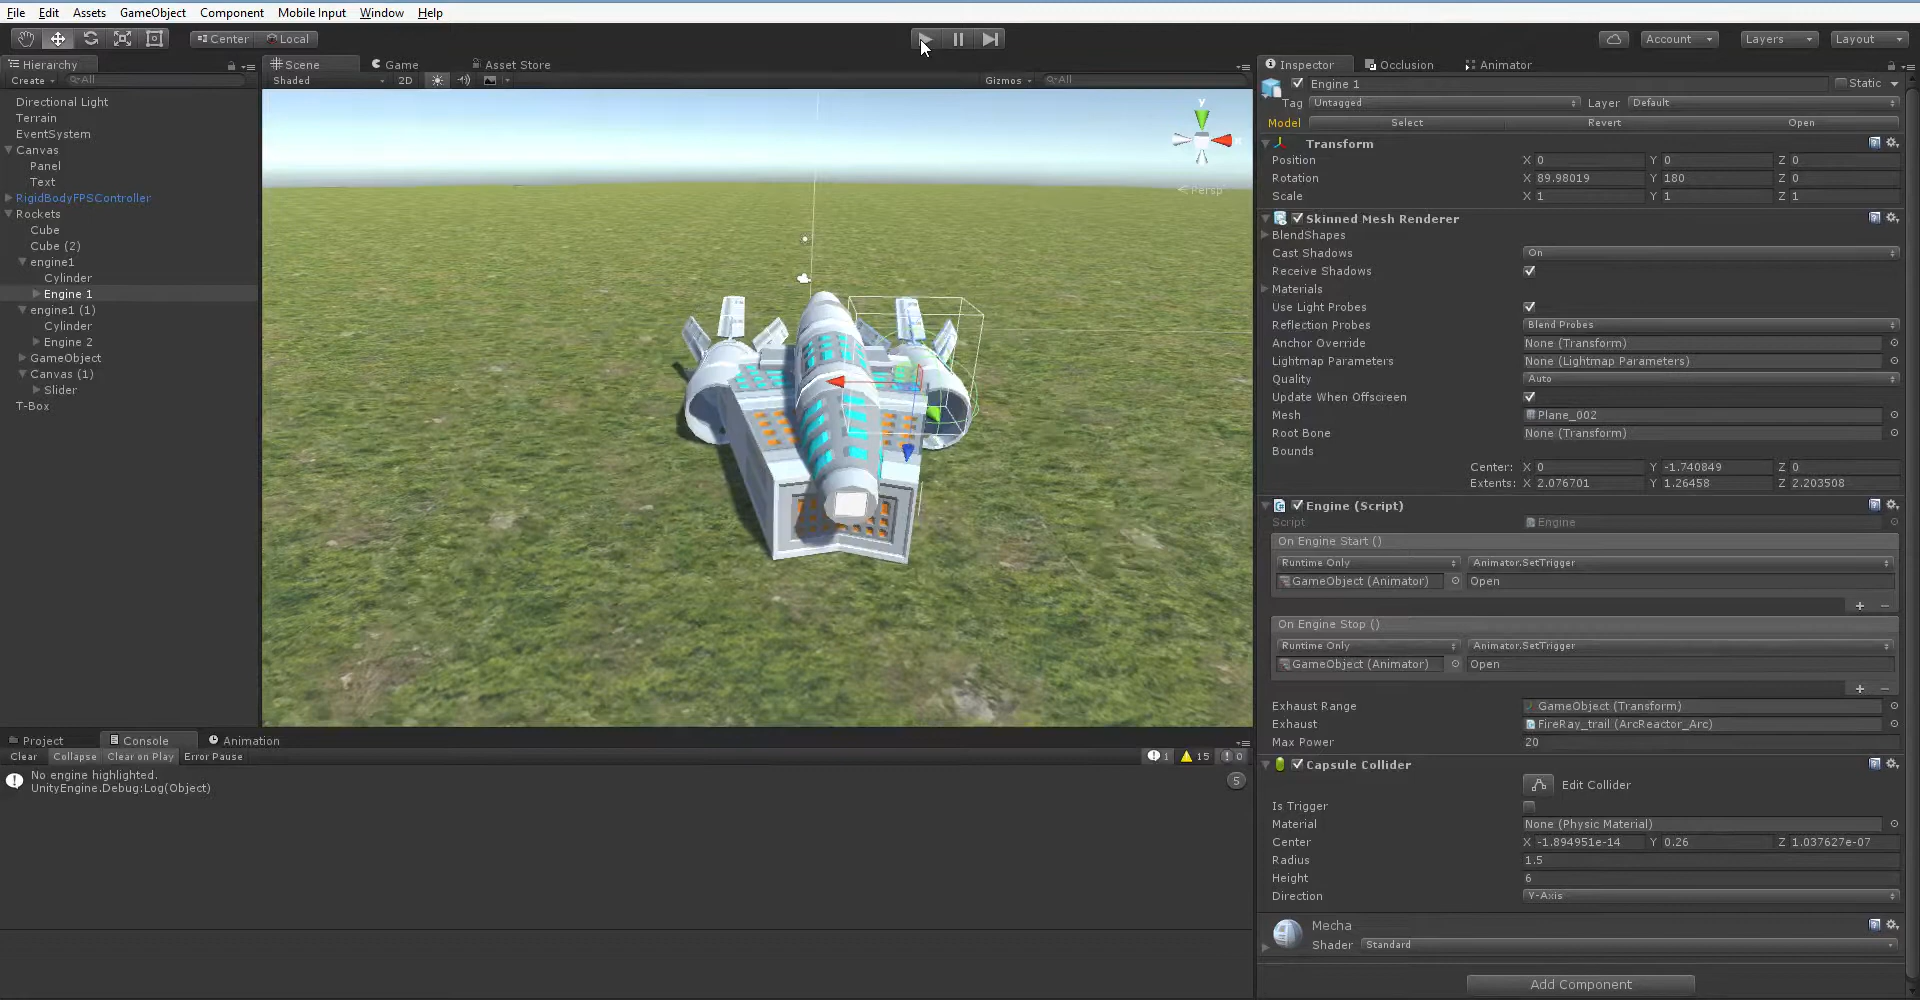 File Edit Assets GameObject Component Mobile Input Window Help
Center Local Account Layers Layout
Hierarchy
Create All
Directional Light
Terrain
EventSystem
Canvas
Panel
Text
RigidBodyFPSController
Rockets
Cube
Cube (2)
engine1
Cylinder
Engine 1
engine1 (1)
Cylinder
Engine 2
GameObject
Canvas (1)
Slider
T-Box
Scene Game Asset Store
Shaded 2D Gizmos All
y
Persp
Project Console Animation
Clear Collapse Clear on Play Error Pause 1 15 0
No engine highlighted.
UnityEngine.Debug:Log(Object)
5
Inspector Occlusion Animator
Engine 1 Static
Tag Untagged Layer Default
Model Select Revert Open
Transform
Position X 0 Y 0 Z 0
Rotation X 89.98019 Y 180 Z 0
Scale X 1 Y 1 Z 1
Skinned Mesh Renderer
BlendShapes
Cast Shadows On
Receive Shadows
Materials
Use Light Probes
Reflection Probes Blend Probes
Anchor Override None (Transform)
Lightmap Parameters None (Lightmap Parameters)
Quality Auto
Update When Offscreen
Mesh Plane_002
Root Bone None (Transform)
Bounds
Center: X 0 Y -1.740849 Z 0
Extents: X 2.076701 Y 1.26458 Z 2.203508
Engine (Script)
Script Engine
On Engine Start ()
Runtime Only Animator.SetTrigger
GameObject (Animator) Open
On Engine Stop ()
Runtime Only Animator.SetTrigger
GameObject (Animator) Open
Exhaust Range GameObject (Transform)
Exhaust FireRay_trail (ArcReactor_Arc)
Max Power 20
Capsule Collider
Edit Collider
Is Trigger
Material None (Physic Material)
Center X -1.894951e-14 Y 0.26 Z 1.037627e-07
Radius 1.5
Height 6
Direction Y-Axis
Mecha
Shader Standard
Add Component